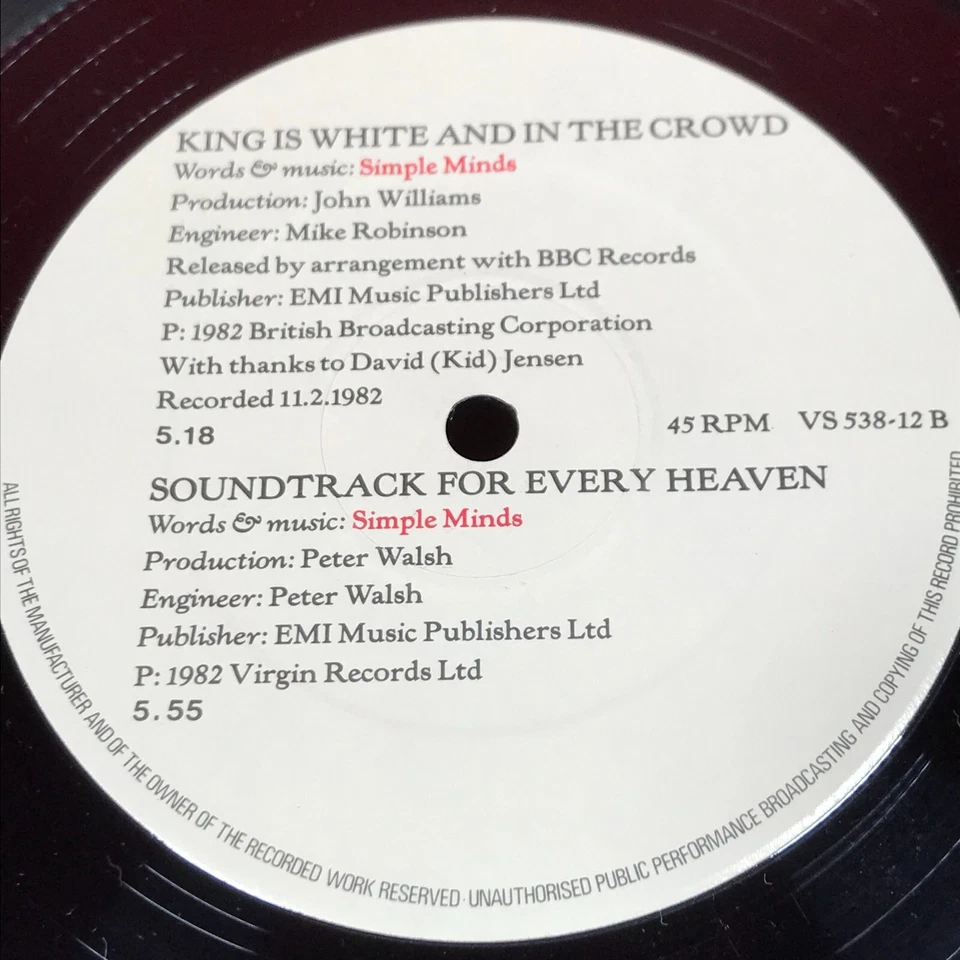 KING IS WHITE AND IN THE CROWD
Words & music: Simple Minds
Production: John Williams
Engineer: Mike Robinson
Released by arrangement with BBC Records
Publisher: EMI Music Publishers Ltd
P: 1982 British Broadcasting Corporation
With thanks to David (Kid) Jensen
Recorded 11.2.1982
5.18
45 RPM VS 538-12 B
SOUNDTRACK FOR EVERY HEAVEN
Words & music: Simple Minds
Production: Peter Walsh
Engineer: Peter Walsh
Publisher: EMI Music Publishers Ltd
P: 1982 Virgin Records Ltd
5.55
ALL RIGHTS OF THE MANUFACTURER AND OF THE OWNER OF THE RECORDED WORK RESERVED · UNAUTHORISED PUBLIC PERFORMANCE BROADCASTING AND COPYING OF THIS RECORD PROHIBITED